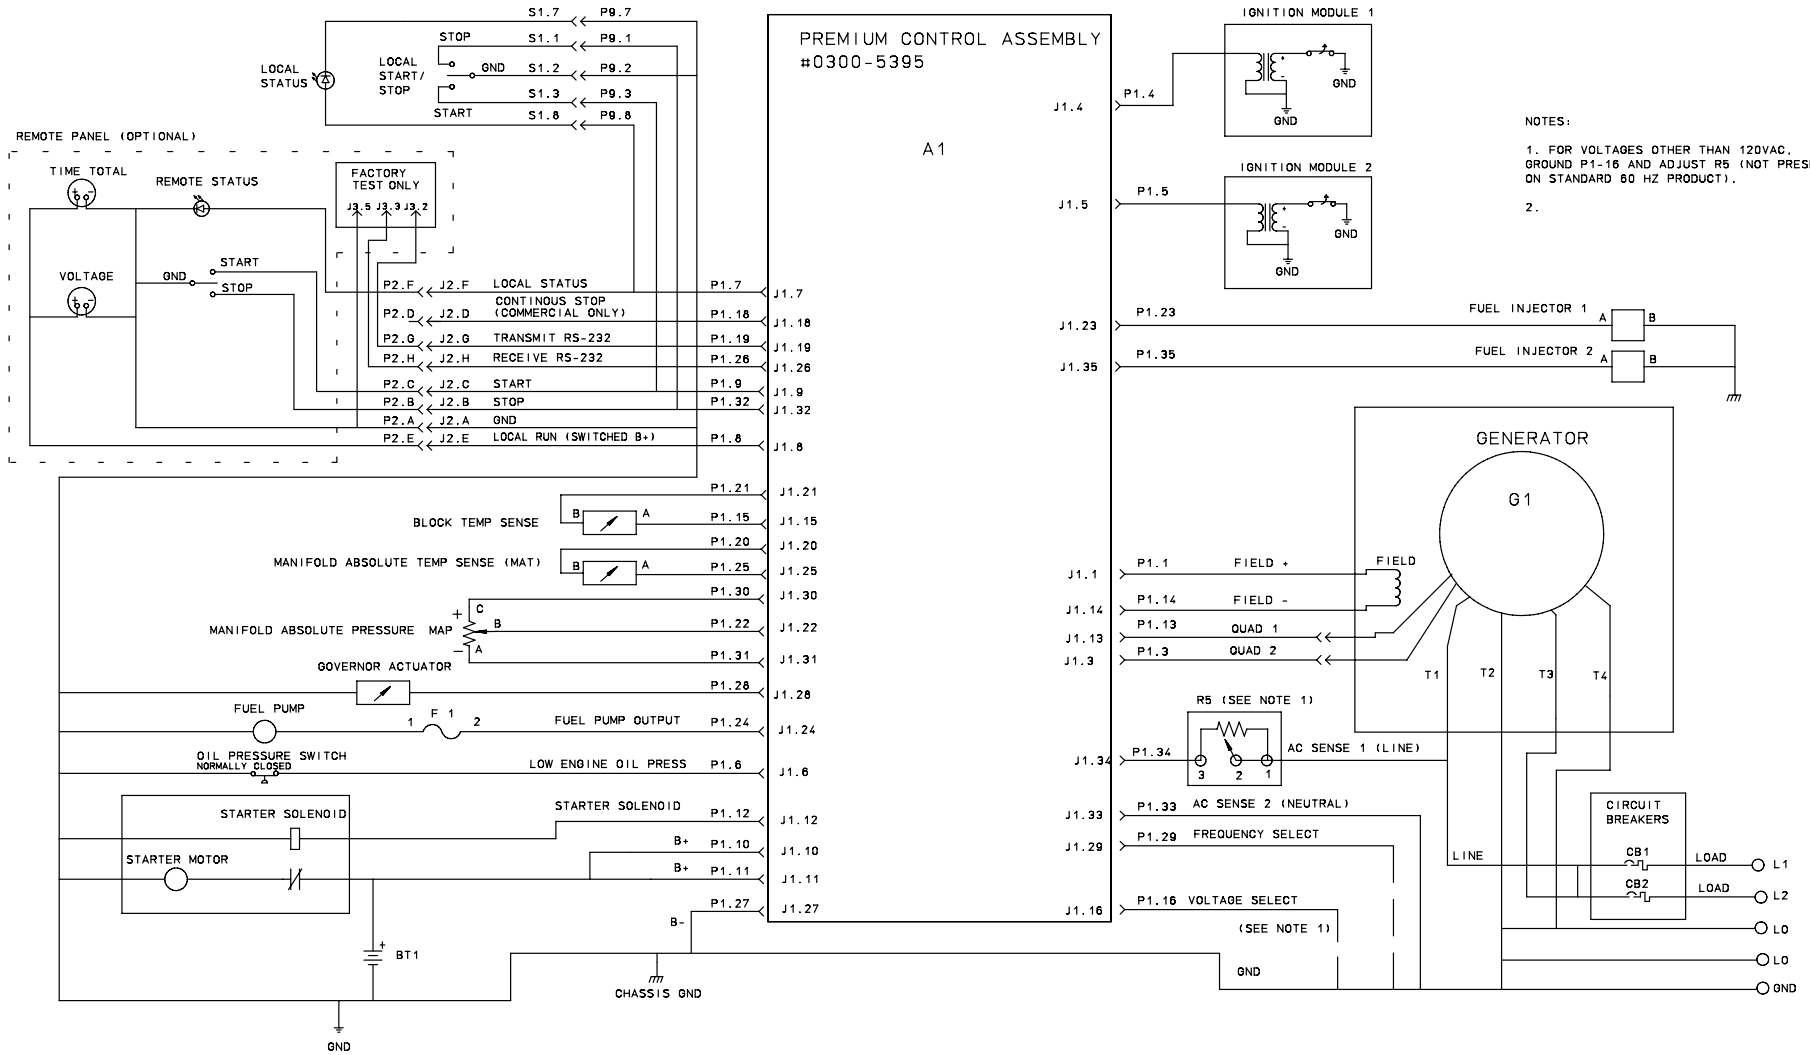 S1.7 P9.7
STOP S1.1 P9.1
LOCAL START/ STOP
GND S1.2 P9.2
S1.3 P9.3
START S1.8 P9.8
LOCAL STATUS
PREMIUM CONTROL ASSEMBLY
#0300-5395
A1
IGNITION MODULE 1
+
-
GND
GND
J1.4 P1.4
IGNITION MODULE 2
+
-
GND
GND
J1.5 P1.5
NOTES:
1. FOR VOLTAGES OTHER THAN 120VAC,
GROUND P1-16 AND ADJUST R5 (NOT PRES
ON STANDARD 60 HZ PRODUCT).
2.
REMOTE PANEL (OPTIONAL)
TIME TOTAL
+ -
REMOTE STATUS
FACTORY
TEST ONLY
J3.5 J3.3 J3.2
VOLTAGE
+ -
GND
START
STOP
P2.F J2.F LOCAL STATUS P1.7 J1.7
CONTINOUS STOP
P2.D J2.D (COMMERCIAL ONLY) P1.18 J1.18
P2.G J2.G TRANSMIT RS-232 P1.19 J1.19
P2.H J2.H RECEIVE RS-232 P1.26 J1.26
P2.C J2.C START P1.9 J1.9
P2.B J2.B STOP P1.32 J1.32
P2.A J2.A GND
P2.E J2.E LOCAL RUN (SWITCHED B+) P1.8 J1.8
J1.23 P1.23 FUEL INJECTOR 1 A B
J1.35 P1.35 FUEL INJECTOR 2 A B
P1.21 J1.21
BLOCK TEMP SENSE B A P1.15 J1.15
P1.20 J1.20
MANIFOLD ABSOLUTE TEMP SENSE (MAT) B A P1.25 J1.25
+ C P1.30 J1.30
MANIFOLD ABSOLUTE PRESSURE MAP B P1.22 J1.22
- A P1.31 J1.31
GOVERNOR ACTUATOR P1.28 J1.28
FUEL PUMP 1 F 1 2 FUEL PUMP OUTPUT P1.24 J1.24
OIL PRESSURE SWITCH
NORMALLY CLOSED
LOW ENGINE OIL PRESS P1.6 J1.6
STARTER SOLENOID
STARTER SOLENOID P1.12 J1.12
B+ P1.10 J1.10
STARTER MOTOR
B+ P1.11 J1.11
P1.27 J1.27
B-
+
BT1
CHASSIS GND
GND
GENERATOR
G1
J1.1 P1.1 FIELD + FIELD
J1.14 P1.14 FIELD -
J1.13 P1.13 QUAD 1
J1.3 P1.3 QUAD 2
T1 T2 T3 T4
R5 (SEE NOTE 1)
J1.34 P1.34 3 2 1 AC SENSE 1 (LINE)
J1.33 P1.33 AC SENSE 2 (NEUTRAL)
J1.29 P1.29 FREQUENCY SELECT
J1.16 P1.16 VOLTAGE SELECT
(SEE NOTE 1)
GND
CIRCUIT
BREAKERS
LINE CB1 LOAD L1
CB2 LOAD L2
LO
LO
GND